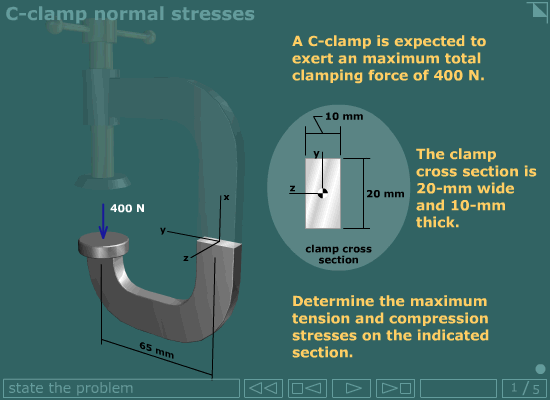 C-clamp normal stresses
A C-clamp is expected to
exert an maximum total
clamping force of 400 N.
10 mm
y
z
20 mm
clamp cross
section
The clamp
cross section is
20-mm wide
and 10-mm
thick.
400 N
x
y
z
65 mm
Determine the maximum
tension and compression
stresses on the indicated
section.
state the problem
1 / 5